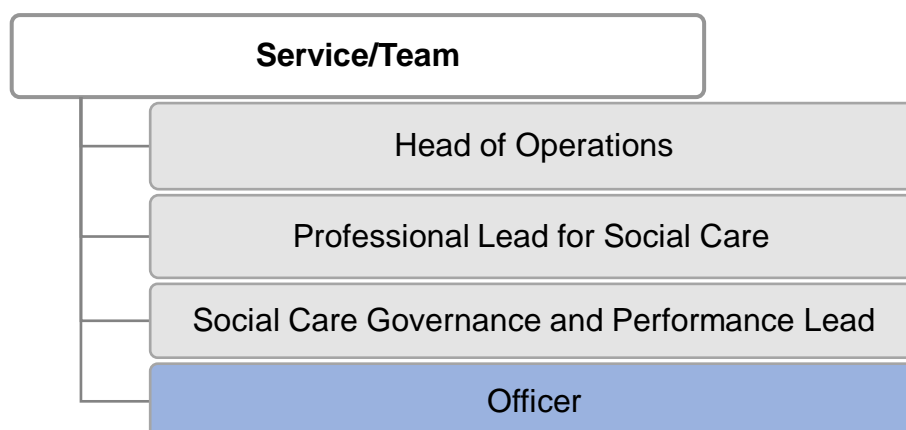 Service/Team
Head of Operations
Professional Lead for Social Care
Social Care Governance and Performance Lead
Officer